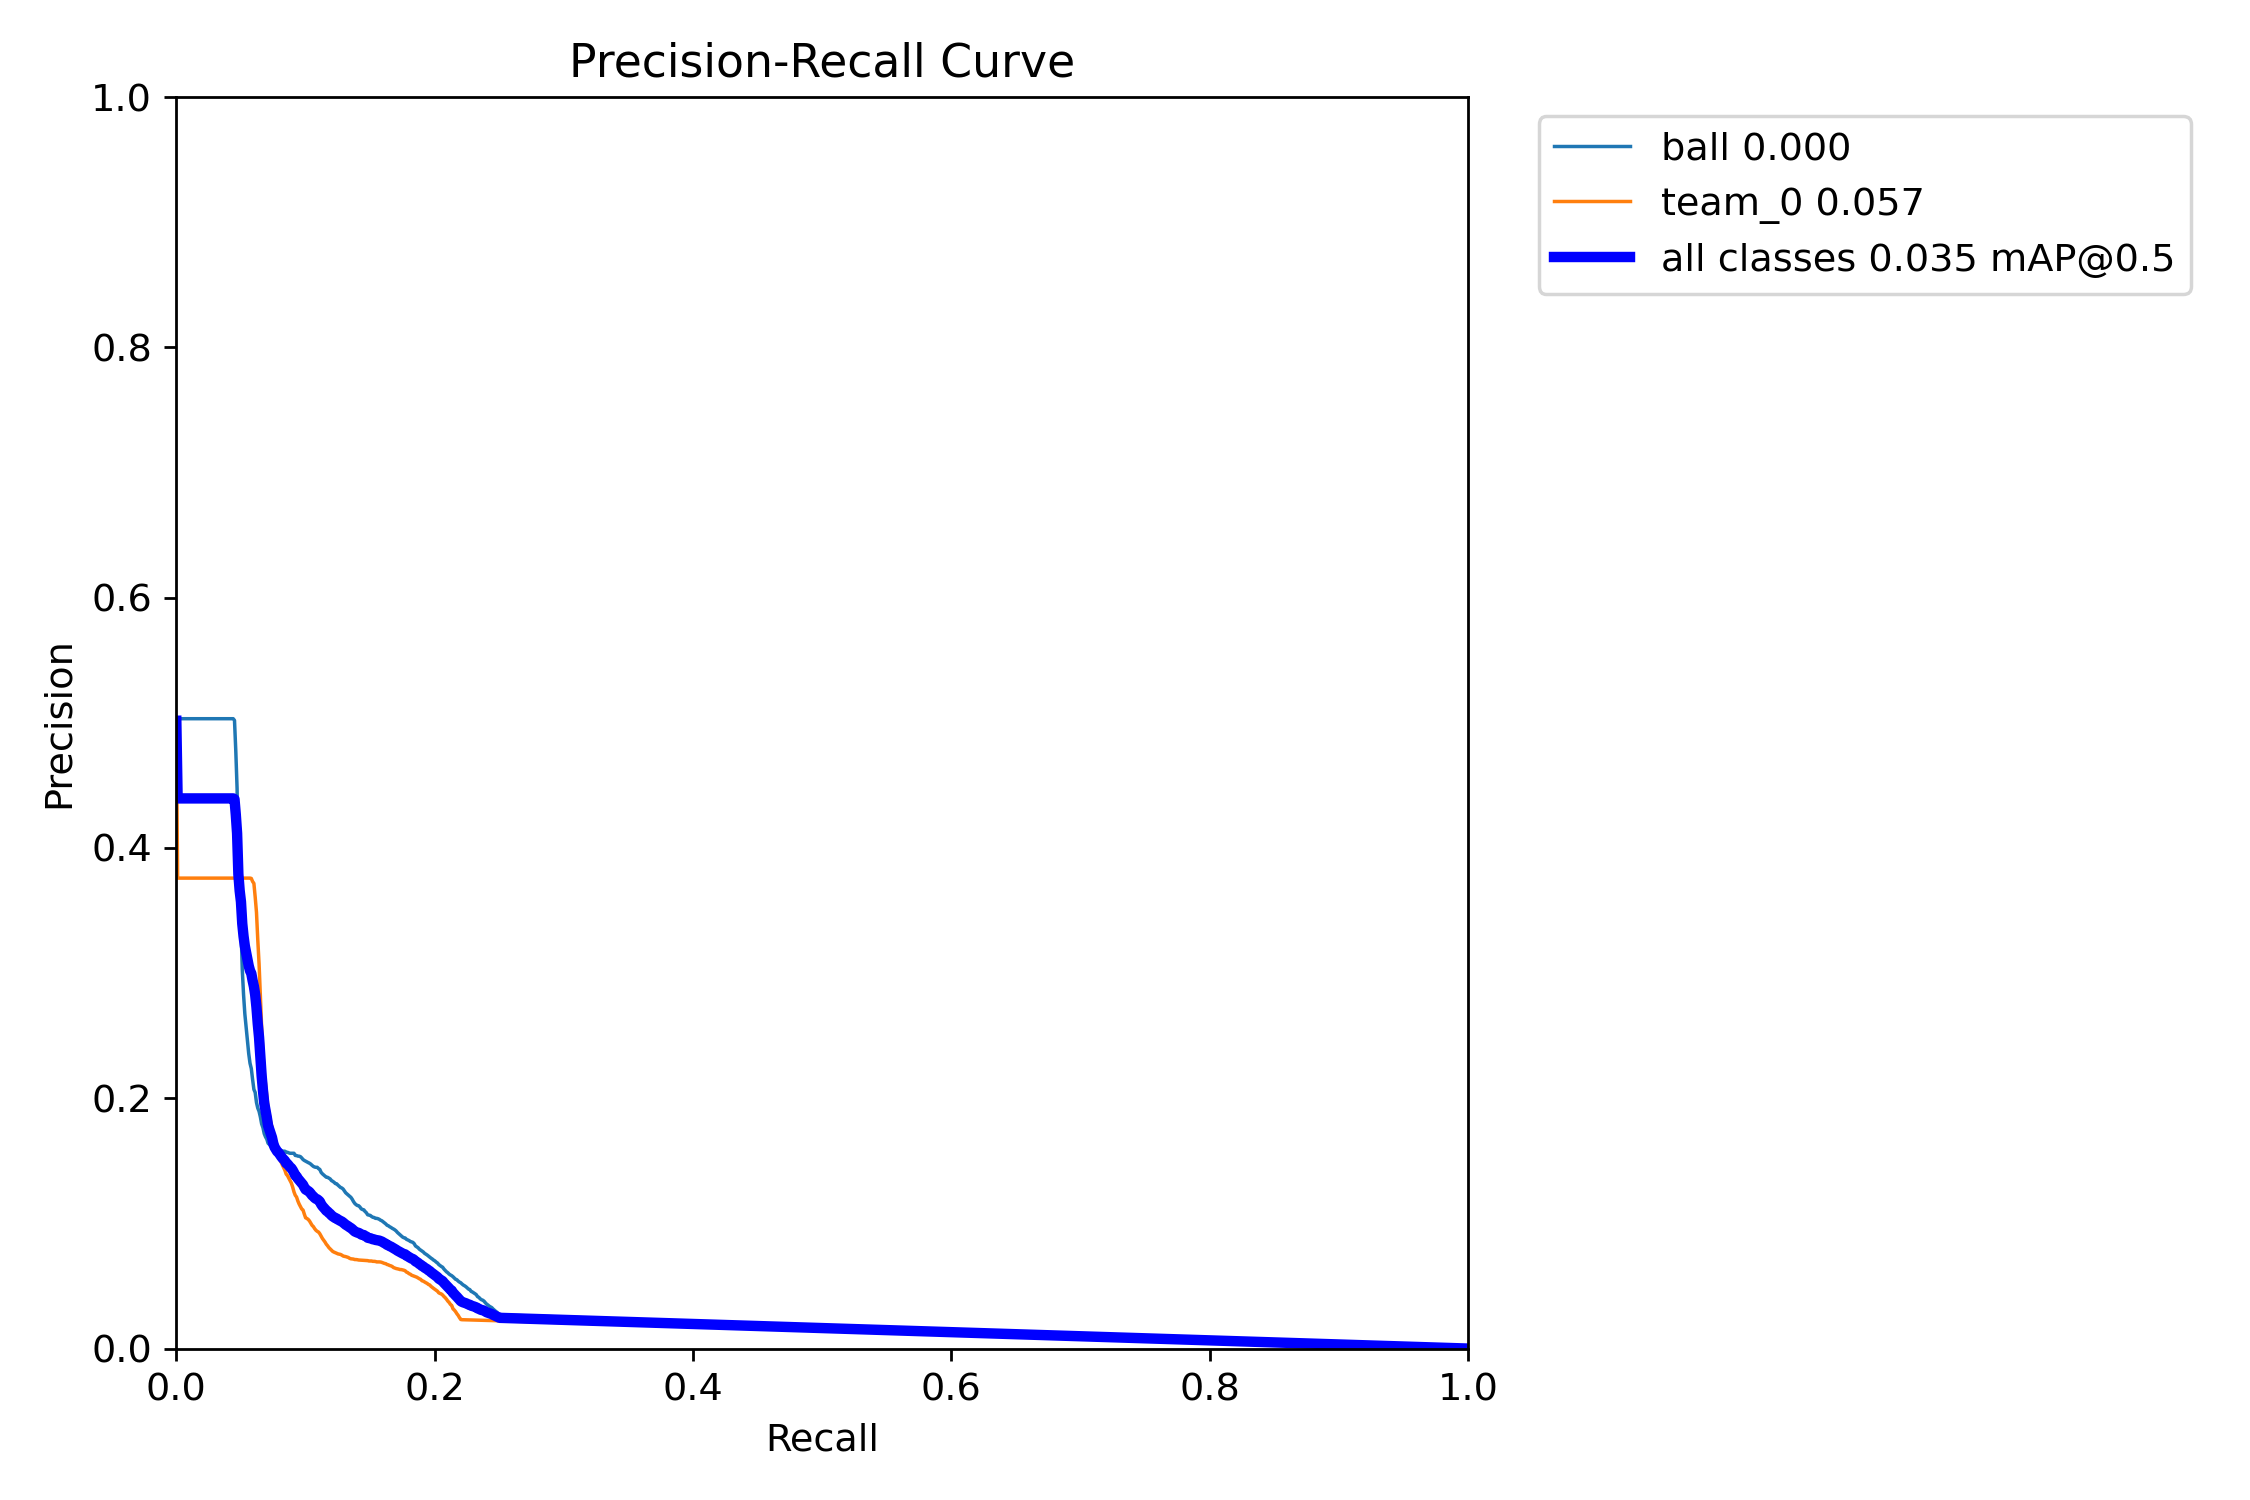 Precision-Recall Curve
1.0
0.8
0.6
0.4
0.2
0.0
Precision
0.0 0.2 0.4 0.6 0.8 1.0
Recall
ball 0.000
team_0 0.057
all classes 0.035 mAP@0.5